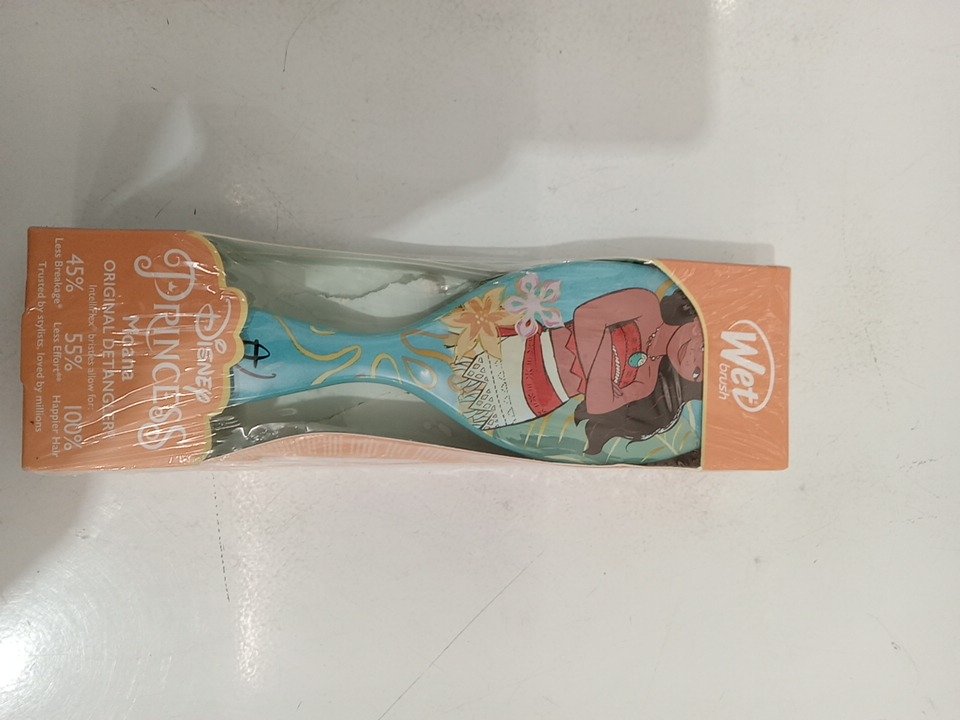 Wet
brush
DISNEY
PRINCESS
Moana
ORIGINAL DETANGLER
bristles allow for:
45% 55% 100%
Less Breakage* Less Effort** Happier Hair
Trusted by stylists, loved by millions